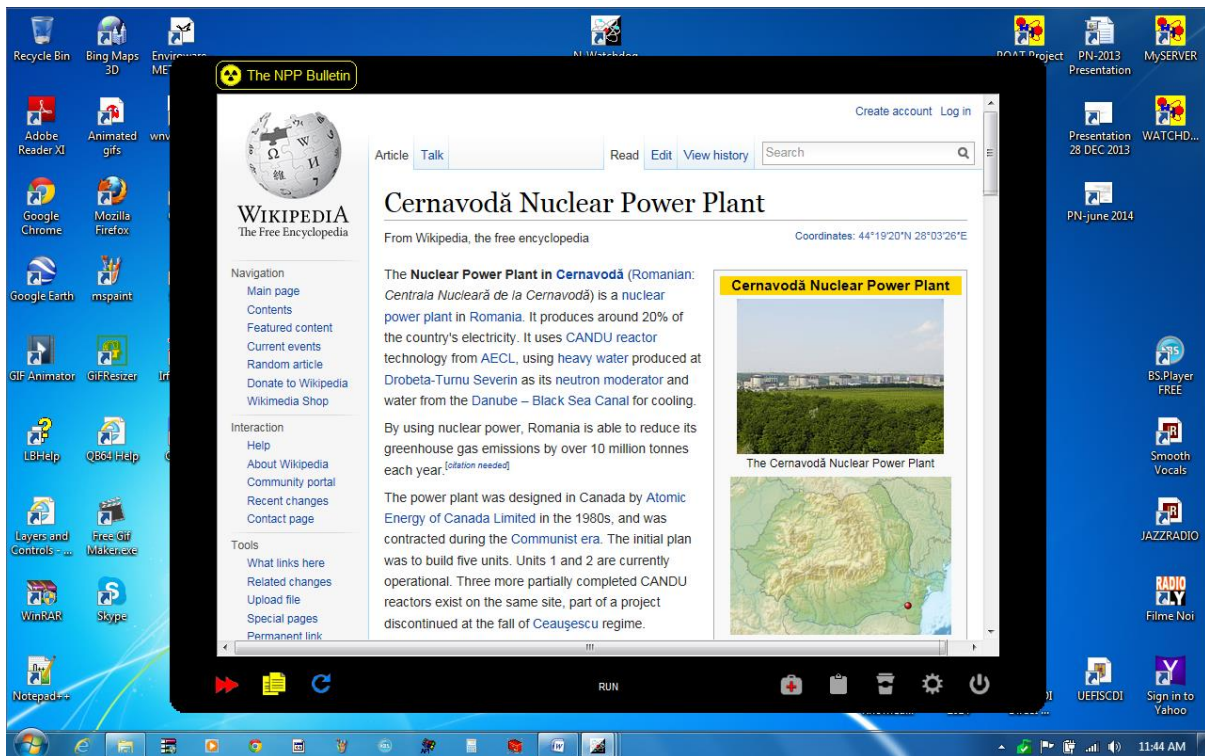 Recycle Bin
Bing Maps
3D
N-Watchdog
Project
PN-2013
Presentation
MySERVER
Adobe
Reader XI
Animated
gifs
Presentation
28 DEC 2013
WATCHD...
Google
Chrome
Mozilla
Firefox
PN-june 2014
Google Earth
mspaint
GIF Animator
GiFResizer
BS.Player
FREE
LBHelp
QB64 Help
Smooth
Vocals
Layers and
Controls - ...
Free Gif
Maker.exe
JAZZRADIO
WinRAR
Skype
RADIO
FLY
Filme Noi
Notepad++
UEFISCDI
Sign in to
Yahoo
The NPP Bulletin
Create account Log in
Article Talk Read Edit View history Search
WIKIPEDIA
The Free Encyclopedia
Cernavodă Nuclear Power Plant
From Wikipedia, the free encyclopedia
Coordinates: 44°19′20″N 28°03′26″E
Navigation
Main page
Contents
Featured content
Current events
Random article
Donate to Wikipedia
Wikimedia Shop
Interaction
Help
About Wikipedia
Community portal
Recent changes
Contact page
Tools
What links here
Related changes
Upload file
Special pages
Permanent link
The Nuclear Power Plant in Cernavodă (Romanian:
Centrala Nucleară de la Cernavodă) is a nuclear
power plant in Romania. It produces around 20% of
the country's electricity. It uses CANDU reactor
technology from AECL, using heavy water produced at
Drobeta-Turnu Severin as its neutron moderator and
water from the Danube – Black Sea Canal for cooling.
By using nuclear power, Romania is able to reduce its
greenhouse gas emissions by over 10 million tonnes
each year.[citation needed]
The power plant was designed in Canada by Atomic
Energy of Canada Limited in the 1980s, and was
contracted during the Communist era. The initial plan
was to build five units. Units 1 and 2 are currently
operational. Three more partially completed CANDU
reactors exist on the same site, part of a project
discontinued at the fall of Ceauşescu regime.
Cernavodă Nuclear Power Plant
The Cernavodă Nuclear Power Plant
RUN
11:44 AM